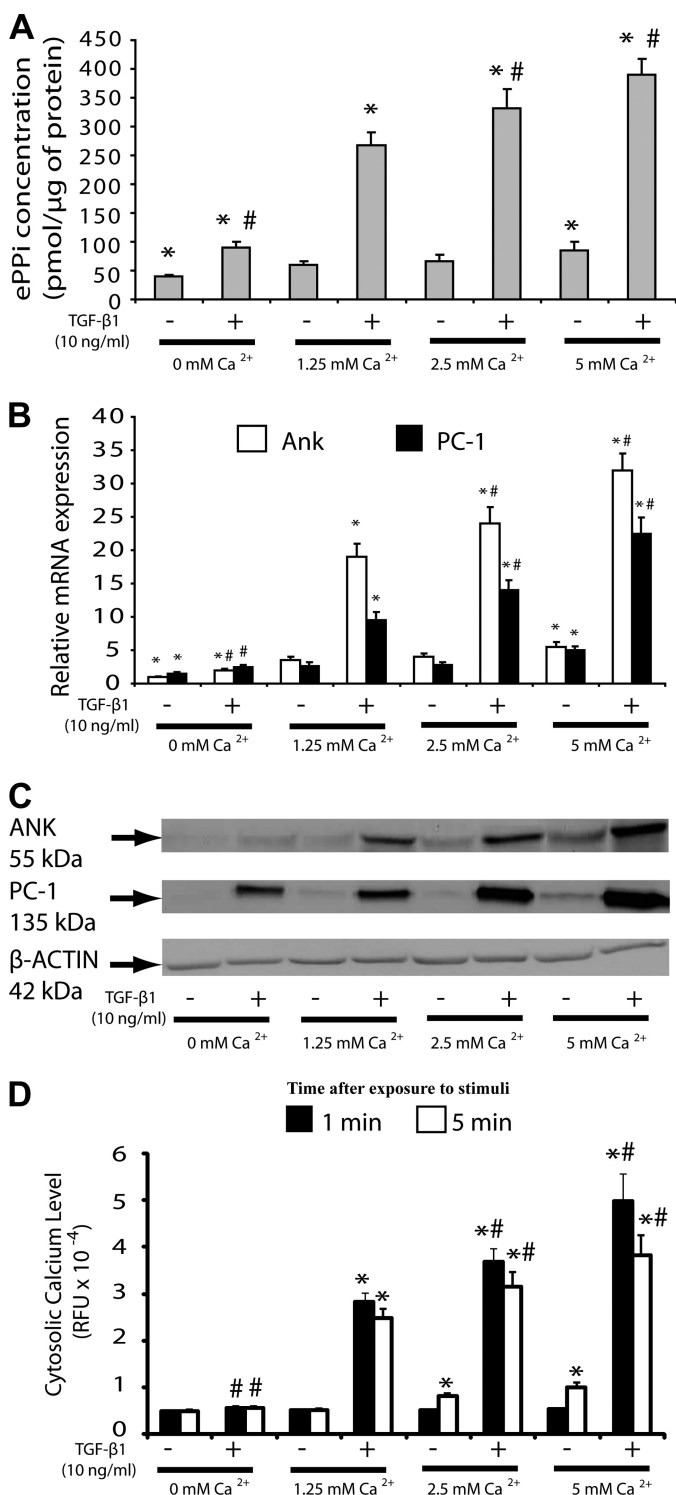 A
ePPi concentration
(pmol/µg of protein)
450
400
350
300
250
200
150
100
50
0
* * # * * # * * #
*
TGF-β1 - + - + - + - +
(10 ng/ml)
0 mM Ca 2+ 1.25 mM Ca 2+ 2.5 mM Ca 2+ 5 mM Ca 2+
B
Relative mRNA expression
40
35
30
25
20
15
10
5
0
Ank PC-1
* * *# # * * *# *# * * *# *#
TGF-β1 - + - + - + - +
(10 ng/ml)
0 mM Ca 2+ 1.25 mM Ca 2+ 2.5 mM Ca 2+ 5 mM Ca 2+
C
ANK
55 kDa
PC-1
135 kDa
β-ACTIN
42 kDa
TGF-β1 - + - + - + - +
(10 ng/ml)
0 mM Ca 2+ 1.25 mM Ca 2+ 2.5 mM Ca 2+ 5 mM Ca 2+
D
Time after exposure to stimuli
1 min 5 min
Cytosolic Calcium Level
(RFU x 10 -4)
6
5
4
3
2
1
0
# # * * * *# *# * *# *#
TGF-β1 - + - + - + - +
(10 ng/ml)
0 mM Ca 2+ 1.25 mM Ca 2+ 2.5 mM Ca 2+ 5 mM Ca 2+